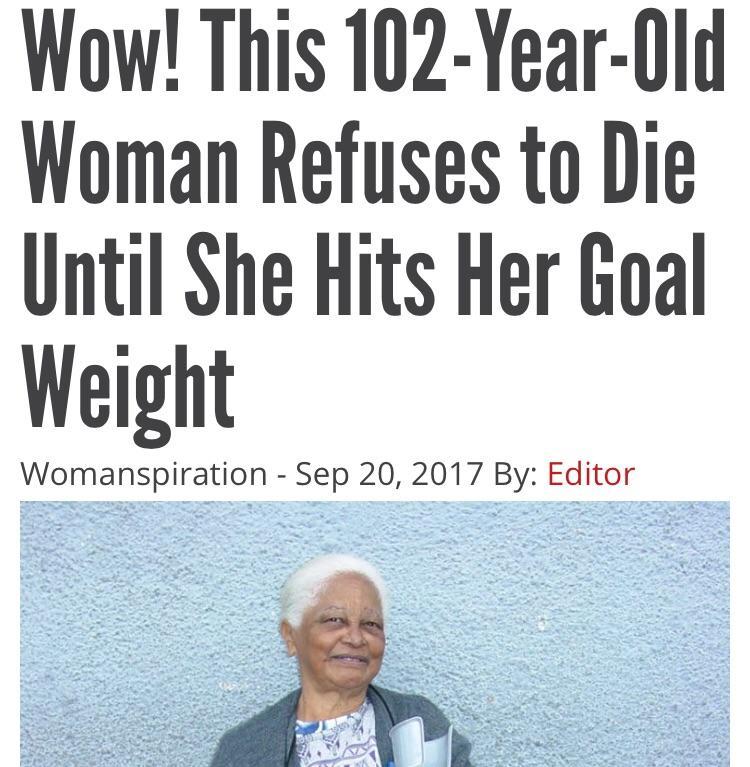 Wow! This 102-Year-Old
Woman Refuses to Die
Until She Hits Her Goal
Weight
Womanspiration - Sep 20, 2017 By: Editor